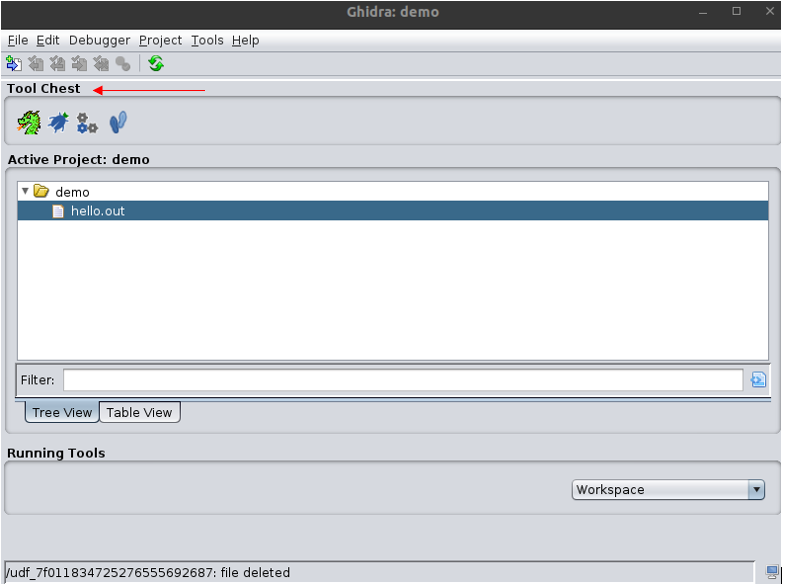 Ghidra: demo
File Edit Debugger Project Tools Help
Tool Chest
Active Project: demo
demo
hello.out
Filter:
Tree View Table View
Running Tools
Workspace
/udf_7f0118347252765555692687: file deleted